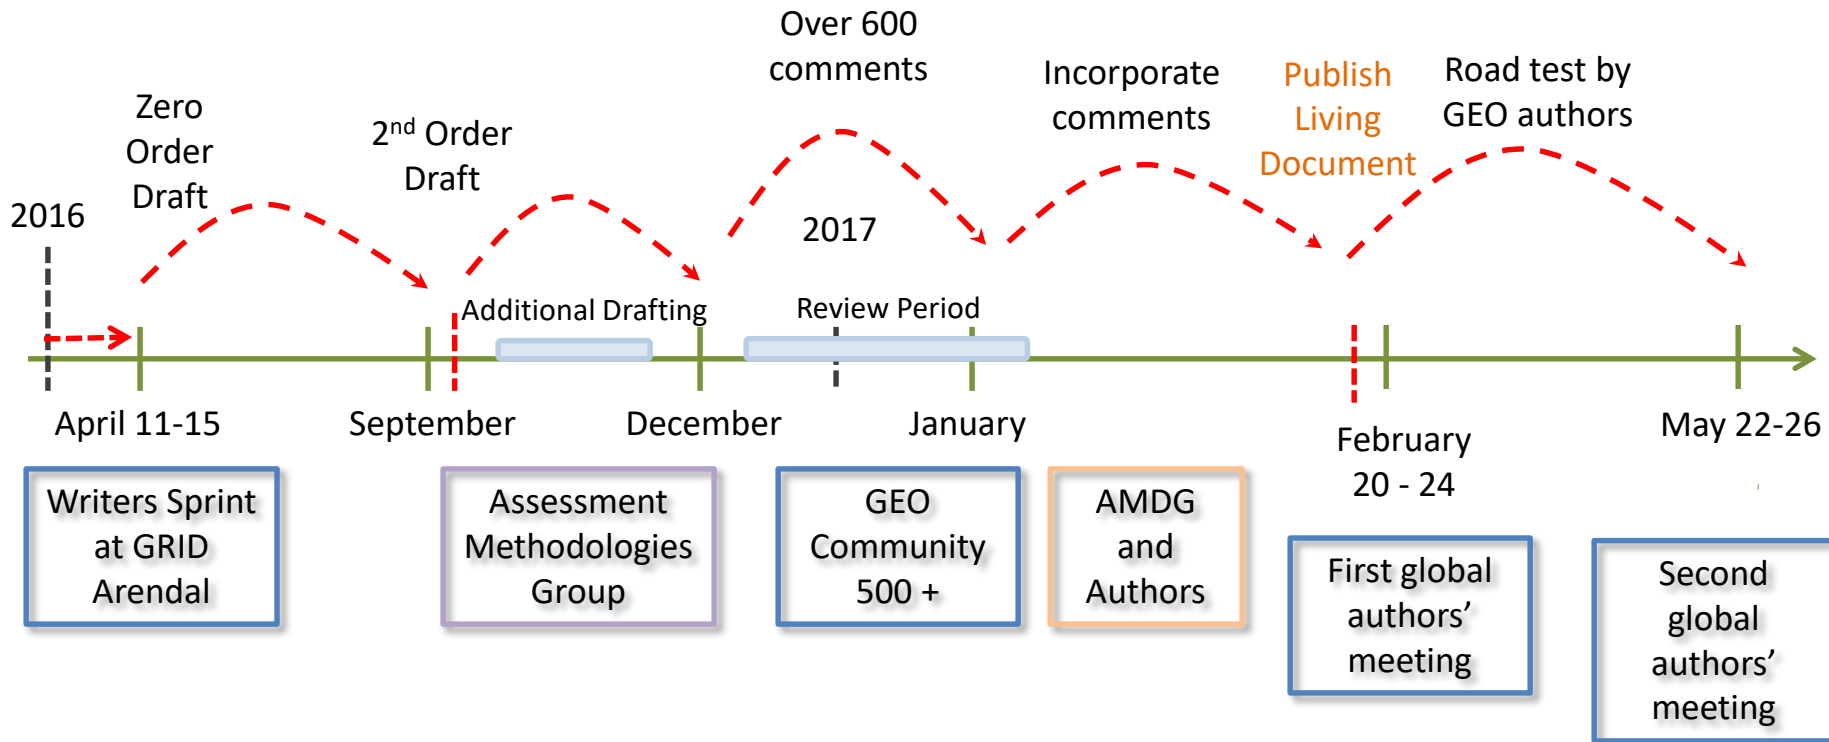 Over 600
comments
Incorporate
comments
Publish
Living
Document
Road test by
GEO authors
Zero
Order
Draft
2nd Order
Draft
2016
2017
Additional Drafting
Review Period
April 11-15
September
December
January
February
20 - 24
May 22-26
Writers Sprint
at GRID
Arendal
Assessment
Methodologies
Group
GEO
Community
500 +
AMDG
and
Authors
First global
authors’
meeting
Second
global
authors’
meeting